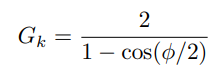 G_k = \frac{2}{1 - \cos(\phi/2)}